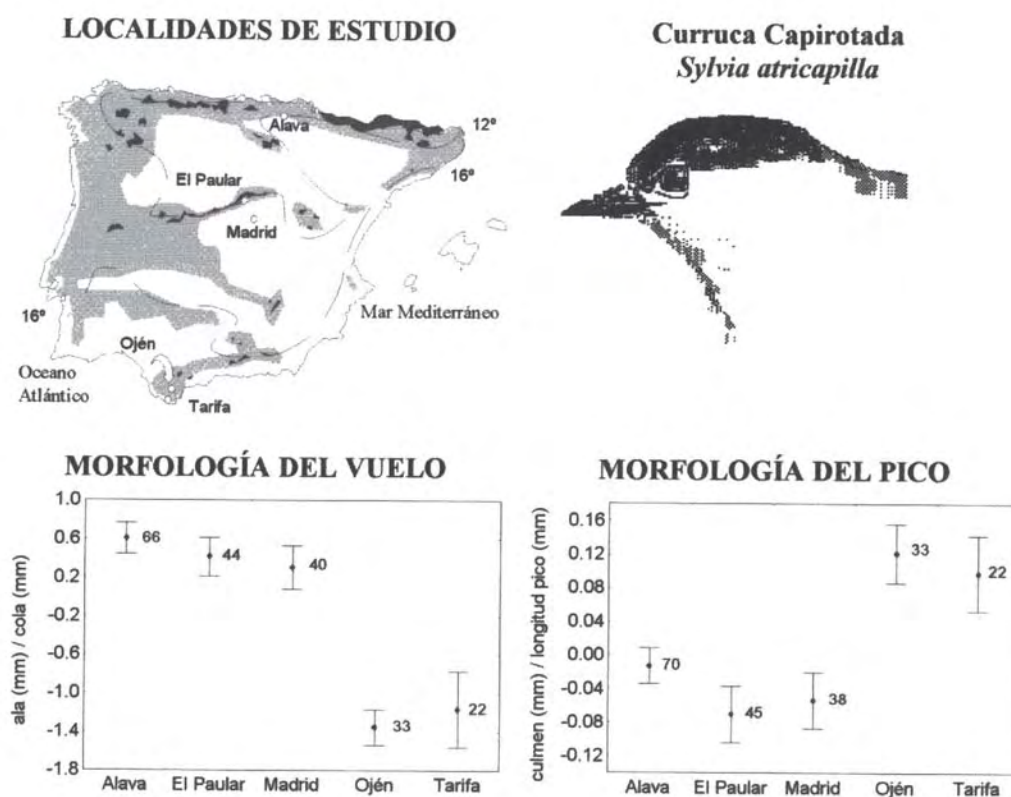 LOCALIDADES DE ESTUDIO
Alava
12º
16º
El Paular
Madrid
Mar Mediterráneo
16º
Ojén
Oceano
Atlántico
Tarifa
Curruca Capirotada
Sylvia atricapilla
MORFOLOGÍA DEL VUELO
ala (mm) / cola (mm)
1.0
0.6
0.2
-0.2
-0.6
-1.0
-1.4
-1.8
66
44
40
33
22
Alava El Paular Madrid Ojén Tarifa
MORFOLOGÍA DEL PICO
culmen (mm) / longitud pico (mm)
0.16
0.12
0.08
0.04
0.00
-0.04
-0.08
-0.12
70
45
38
33
22
Alava El Paular Madrid Ojén Tarifa